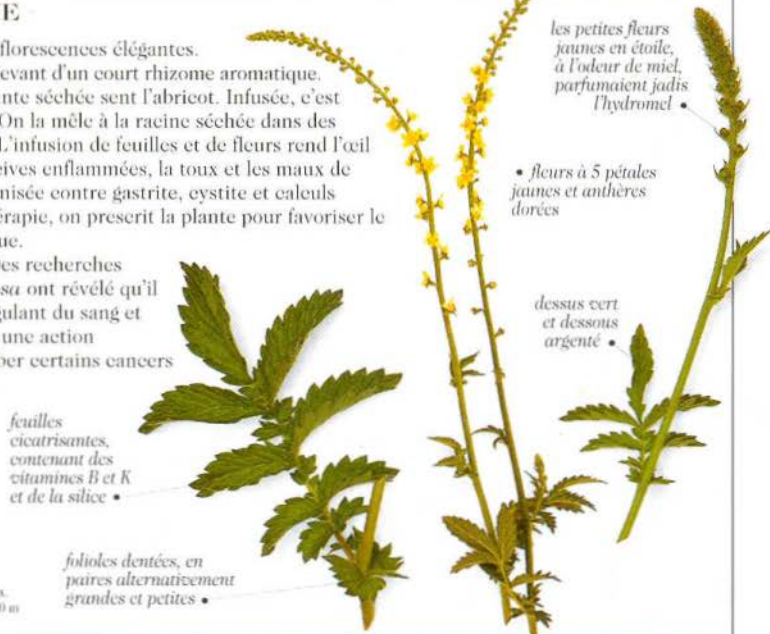 E
florescences élégantes.
evant d'un court rhizome aromatique.
nte séchée sent l'abricot. Infusée, c'est
On la mêle à la racine séchée dans des
L'infusion de feuilles et de fleurs rend l'œil
ives enflammées, la toux et les maux de
nisée contre gastrite, cystite et calculs
érapie, on prescrit la plante pour favoriser le
ue.
es recherches
sa ont révélé qu'il
gulant du sang et
une action
per certains cancers
les petites fleurs
jaunes en étoile,
à l'odeur de miel,
parfumaient jadis
l'hydromel •
• fleurs à 5 pétales
jaunes et anthères
dorées
dessus vert
et dessous
argenté •
feuilles
cicatrisantes,
contenant des
vitamines B et K
et de la silice •
folioles dentées, en
paires alternativement
grandes et petites •
0 m